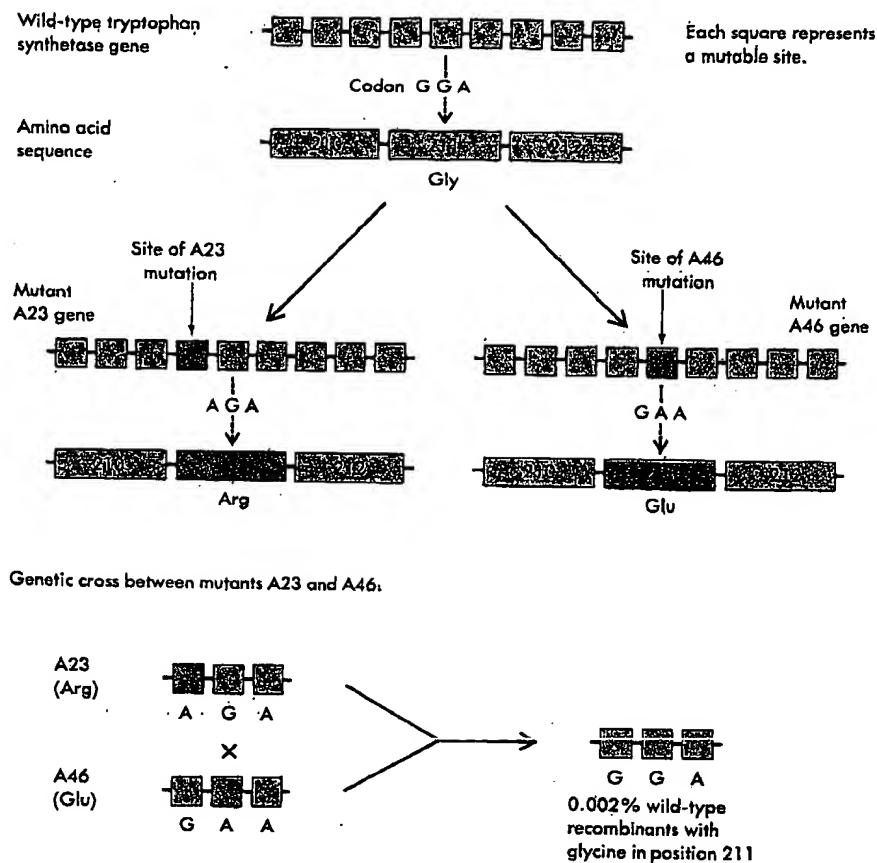 Wild-type tryptophan
synthetase gene
Each square represents
a mutable site.
Codon G G A
Amino acid
sequence
Gly
Site of A23
mutation
Mutant
A23 gene
Site of A46
mutation
Mutant
A46 gene
A G A
G A A
Arg
Glu
Genetic cross between mutants A23 and A46.
A23
(Arg)
A G A
×
A46
(Glu)
G A A
G G A
0.002% wild-type
recombinants with
glycine in position 211